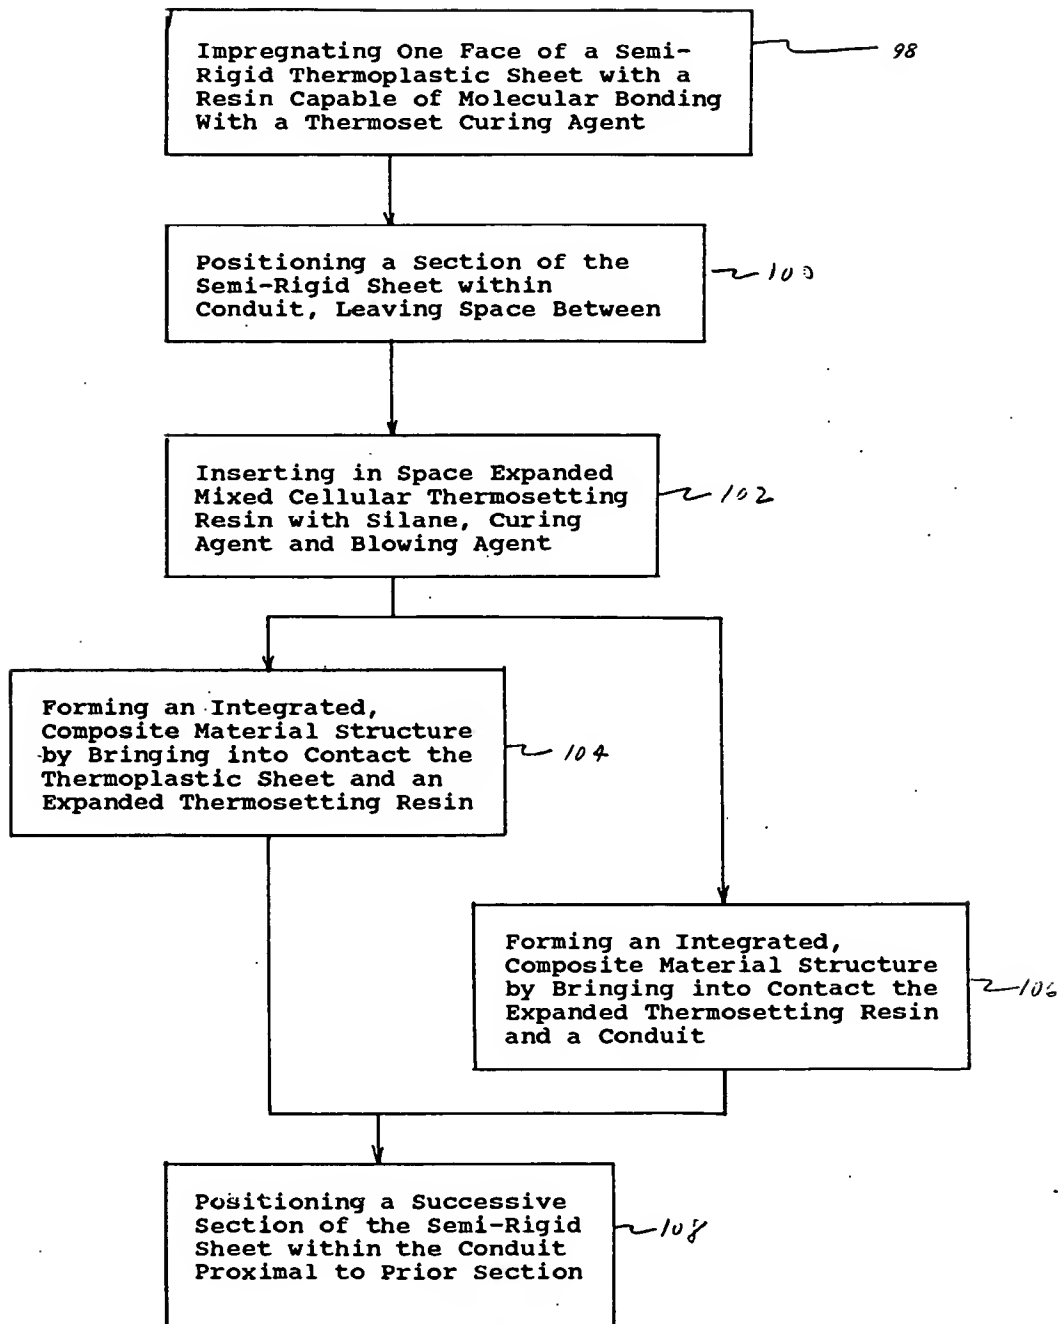 Impregnating One Face of a Semi-
Rigid Thermoplastic Sheet with a
Resin Capable of Molecular Bonding
With a Thermoset Curing Agent
98
Positioning a Section of the
Semi-Rigid Sheet within
Conduit, Leaving Space Between
100
Inserting in Space Expanded
Mixed Cellular Thermosetting
Resin with Silane, Curing
Agent and Blowing Agent
102
Forming an Integrated,
Composite Material Structure
by Bringing into Contact the
Thermoplastic Sheet and an
Expanded Thermosetting Resin
104
Forming an Integrated,
Composite Material Structure
by Bringing into Contact the
Expanded Thermosetting Resin
and a Conduit
106
Positioning a Successive
Section of the Semi-Rigid
Sheet within the Conduit
Proximal to Prior Section
108